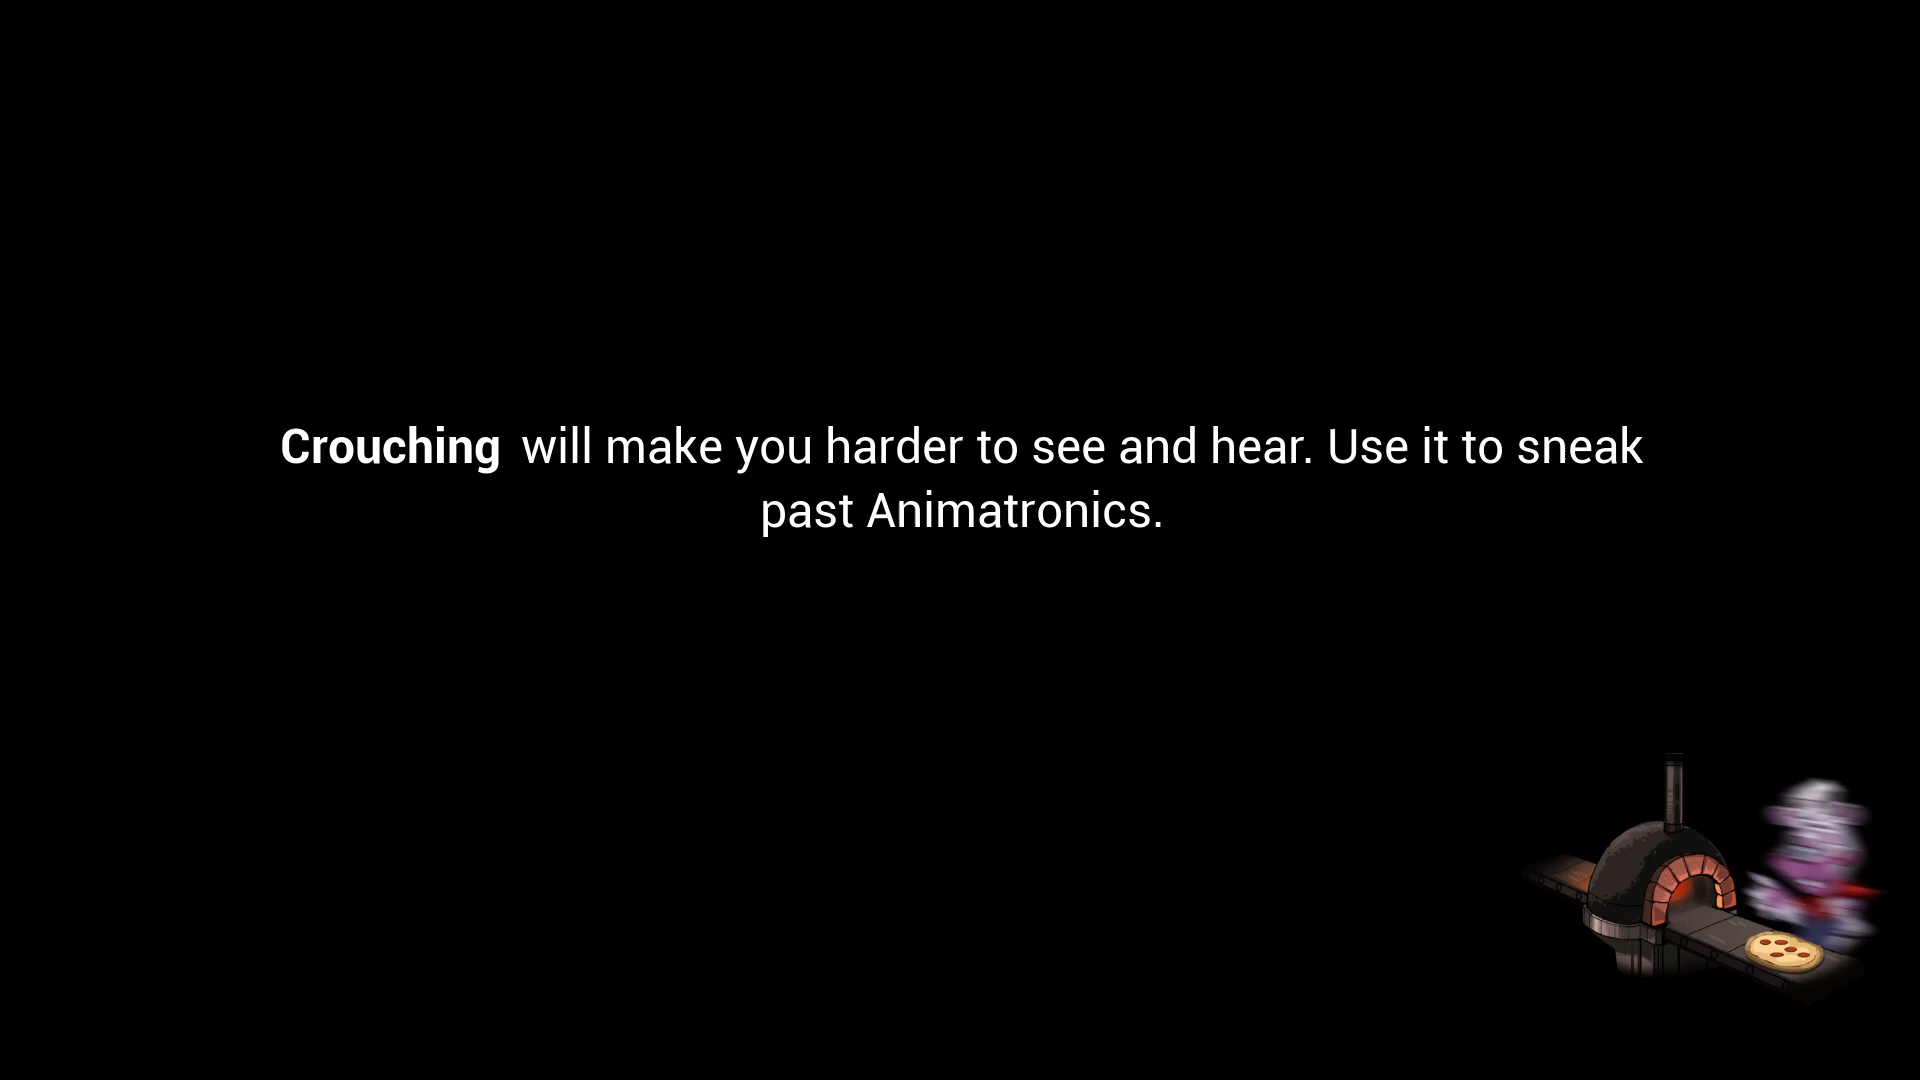 Crouching will make you harder to see and hear. Use it to sneak
past Animatronics.